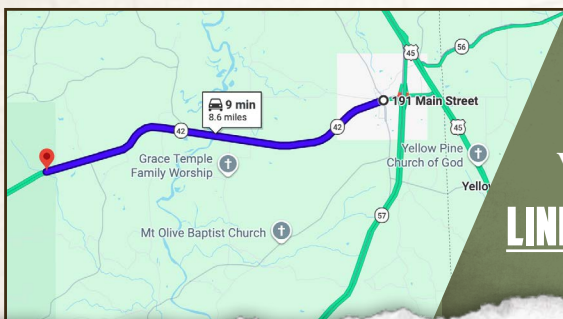 45
56
9 min
8.6 miles
191 Main Street
42
42
45
Grace Temple
Family Worship
Yellow Pine
Church of God
57
Mt Olive Baptist Church